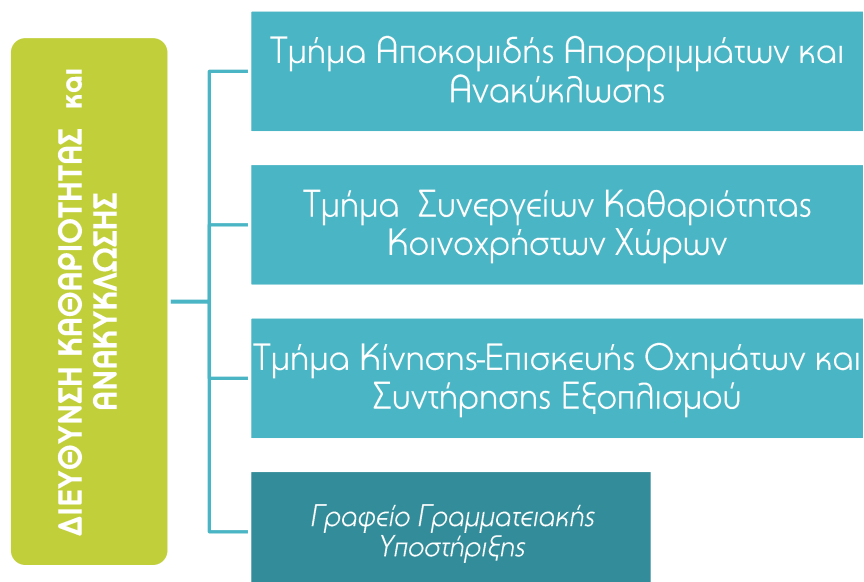 ΔΙΕΥΘΥΝΣΗ ΚΑΘΑΡΙΟΤΗΤΑΣ και
ΑΝΑΚΥΚΛΩΣΗΣ
Τμήμα Αποκομιδής Απορριμμάτων και
Ανακύκλωσης
Τμήμα Συνεργείων Καθαριότητας
Κοινοχρήστων Χώρων
Τμήμα Κίνησης-Επισκευής Οχημάτων και
Συντήρησης Εξοπλισμού
Γραφείο Γραμματειακής
Υποστήριξης